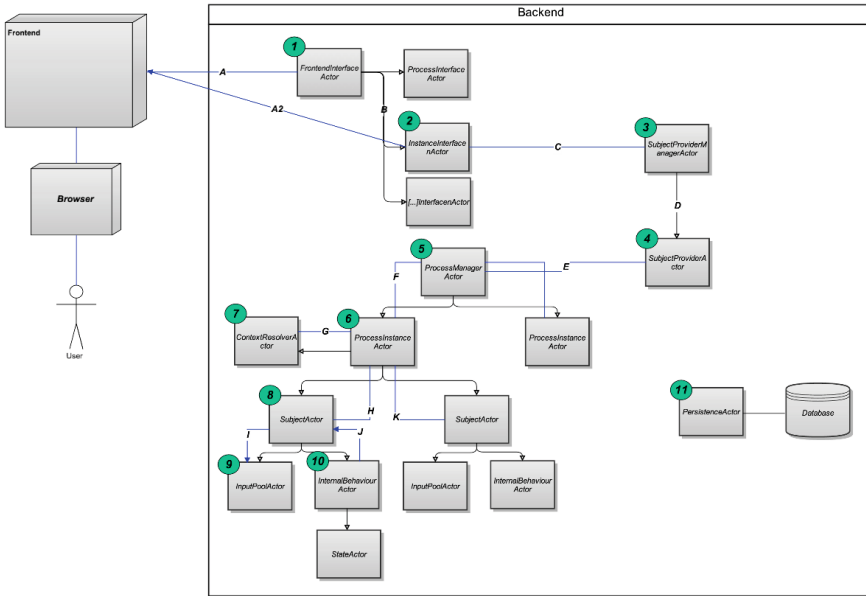 Backend
Frontend
1
FrontendInterface
Actor
ProcessInterface
Actor
A
A2
B
2
InstanceInterface
nActor
C
3
SubjectProviderM
anagerActor
[...]InterfacenActor
D
Browser
4
SubjectProviderA
ctor
5
ProcessManager
Actor
E
F
User
7
ContextResolverA
ctor
G
6
ProcessInstance
Actor
ProcessInstance
Actor
8
SubjectActor
H
K
SubjectActor
11
PersistenceActor
Database
I
J
9
InputPoolActor
10
InternalBehaviour
Actor
InputPoolActor
InternalBehaviour
Actor
StateActor